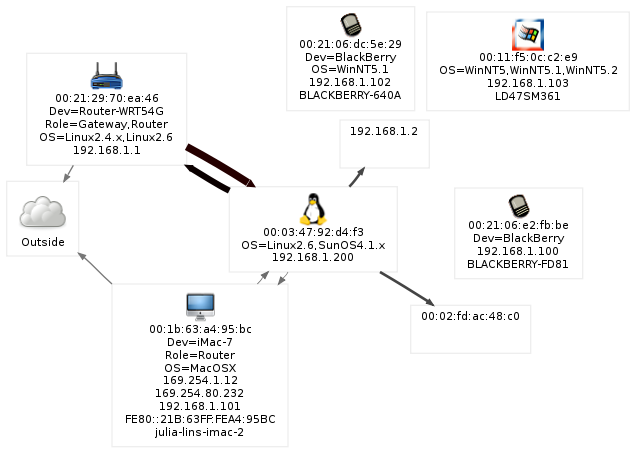 00:21:06:dc:5e:29
Dev=BlackBerry
OS=WinNT5.1
192.168.1.102
BLACKBERRY-640A
00:11:f5:0c:c2:e9
OS=WinNT5,WinNT5.1,WinNT5.2
192.168.1.103
LD47SM361
00:21:29:70:ea:46
Dev=Router-WRT54G
Role=Gateway,Router
OS=Linux2.4.x,Linux2.6
192.168.1.1
192.168.1.2
Outside
00:03:47:92:d4:f3
OS=Linux2.6,SunOS4.1.x
192.168.1.200
00:21:06:e2:fb:be
Dev=BlackBerry
192.168.1.100
BLACKBERRY-FD81
00:1b:63:a4:95:bc
Dev=iMac-7
Role=Router
OS=MacOSX
169.254.1.12
169.254.80.232
192.168.1.101
FE80::21B:63FF:FEA4:95BC
julia-lins-imac-2
00:02:fd:ac:48:c0